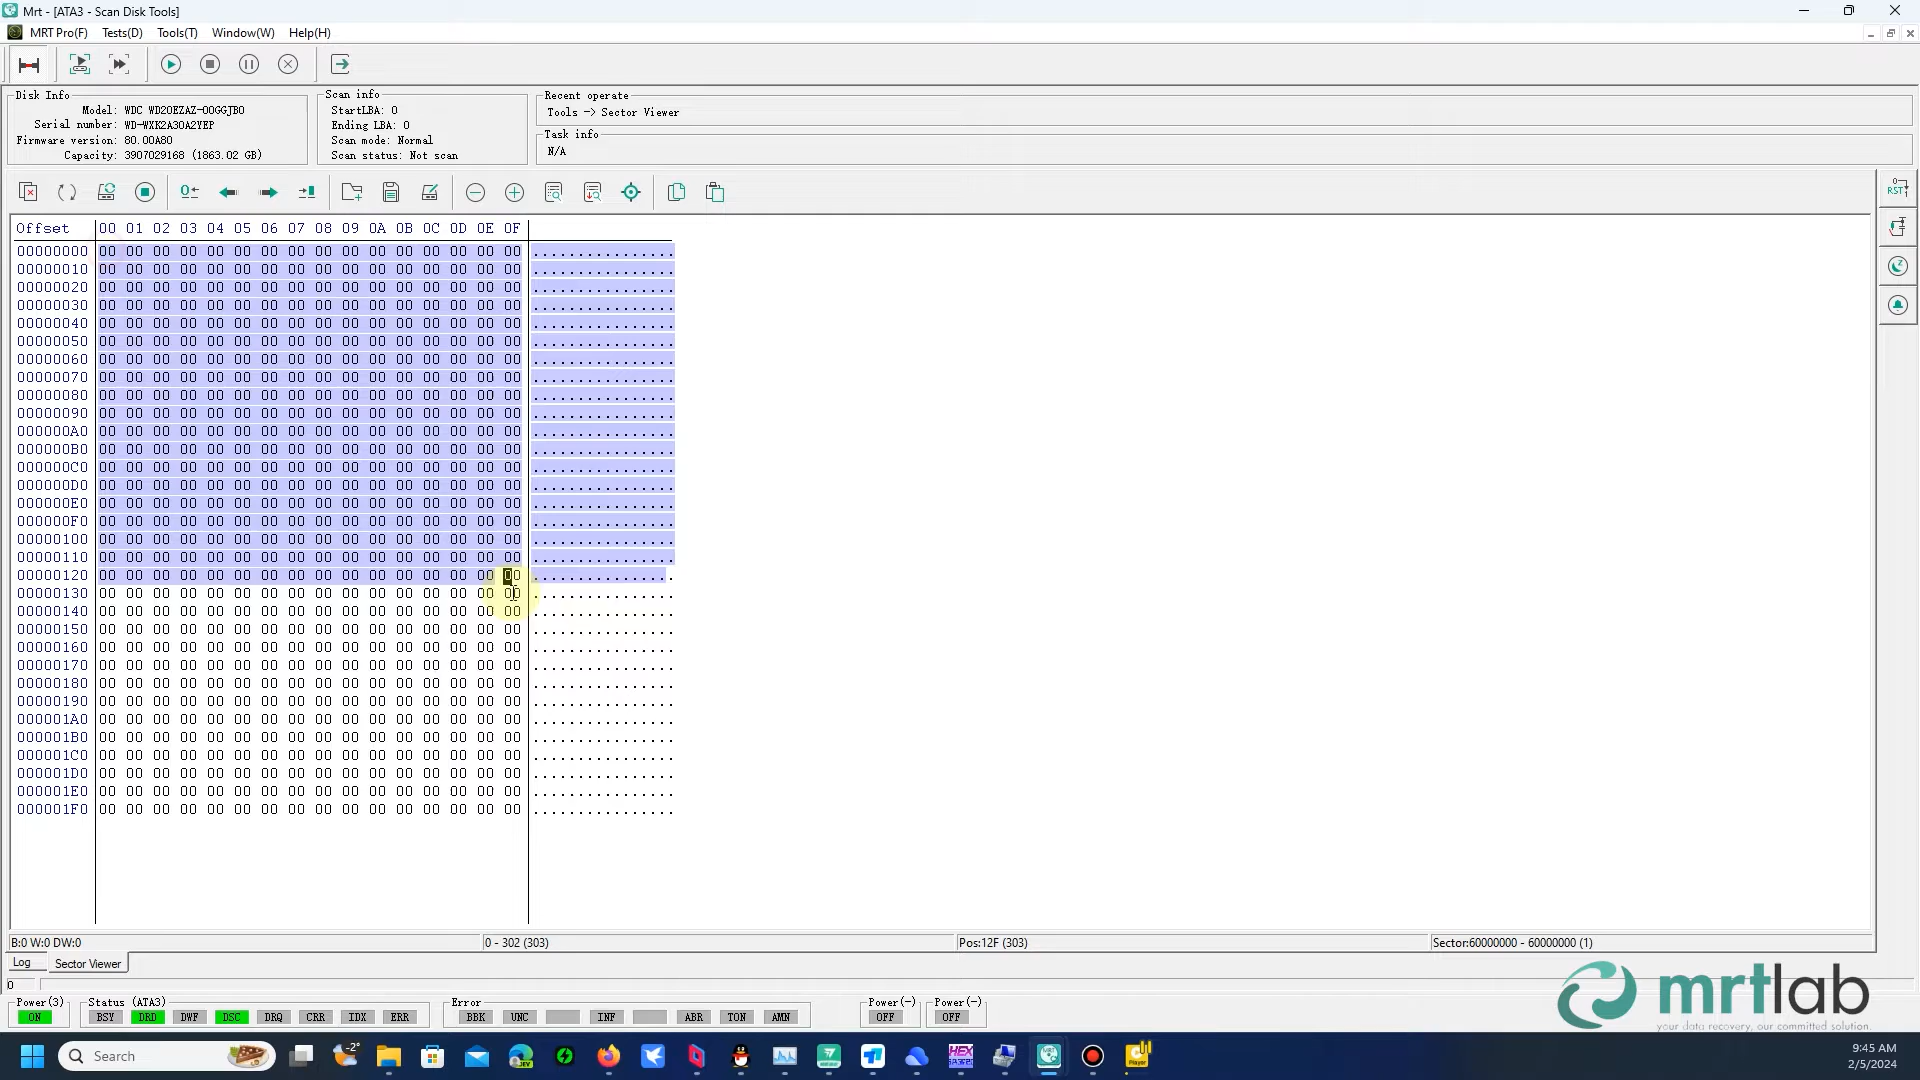 Mrt - [ATA3 - Scan Disk Tools]
MRT Pro(F) Tests(D) Tools(T) Window(W) Help(H)
Disk Info
Model: WDC WD20EZAZ-00GGJB0
Serial number: WD-WXK2A30A2YEP
Firmware version: 80.00A80
Capacity: 3907029168 (1863.02 GB)
Scan info
StartLBA: 0
Ending LBA: 0
Scan mode: Normal
Scan status: Not scan
Recent operate
Tools -> Sector Viewer
Task info
N/A
RST
Offset 00 01 02 03 04 05 06 07 08 09 0A 0B 0C 0D 0E 0F
00000000 00 00 00 00 00 00 00 00 00 00 00 00 00 00 00 00 ................
00000010 00 00 00 00 00 00 00 00 00 00 00 00 00 00 00 00 ................
00000020 00 00 00 00 00 00 00 00 00 00 00 00 00 00 00 00 ................
00000030 00 00 00 00 00 00 00 00 00 00 00 00 00 00 00 00 ................
00000040 00 00 00 00 00 00 00 00 00 00 00 00 00 00 00 00 ................
00000050 00 00 00 00 00 00 00 00 00 00 00 00 00 00 00 00 ................
00000060 00 00 00 00 00 00 00 00 00 00 00 00 00 00 00 00 ................
00000070 00 00 00 00 00 00 00 00 00 00 00 00 00 00 00 00 ................
00000080 00 00 00 00 00 00 00 00 00 00 00 00 00 00 00 00 ................
00000090 00 00 00 00 00 00 00 00 00 00 00 00 00 00 00 00 ................
000000A0 00 00 00 00 00 00 00 00 00 00 00 00 00 00 00 00 ................
000000B0 00 00 00 00 00 00 00 00 00 00 00 00 00 00 00 00 ................
000000C0 00 00 00 00 00 00 00 00 00 00 00 00 00 00 00 00 ................
000000D0 00 00 00 00 00 00 00 00 00 00 00 00 00 00 00 00 ................
000000E0 00 00 00 00 00 00 00 00 00 00 00 00 00 00 00 00 ................
000000F0 00 00 00 00 00 00 00 00 00 00 00 00 00 00 00 00 ................
00000100 00 00 00 00 00 00 00 00 00 00 00 00 00 00 00 00 ................
00000110 00 00 00 00 00 00 00 00 00 00 00 00 00 00 00 00 ................
00000120 00 00 00 00 00 00 00 00 00 00 00 00 00 00 00 00 ................
00000130 00 00 00 00 00 00 00 00 00 00 00 00 00 00 00 00 ................
00000140 00 00 00 00 00 00 00 00 00 00 00 00 00 00 00 00 ................
00000150 00 00 00 00 00 00 00 00 00 00 00 00 00 00 00 00 ................
00000160 00 00 00 00 00 00 00 00 00 00 00 00 00 00 00 00 ................
00000170 00 00 00 00 00 00 00 00 00 00 00 00 00 00 00 00 ................
00000180 00 00 00 00 00 00 00 00 00 00 00 00 00 00 00 00 ................
00000190 00 00 00 00 00 00 00 00 00 00 00 00 00 00 00 00 ................
000001A0 00 00 00 00 00 00 00 00 00 00 00 00 00 00 00 00 ................
000001B0 00 00 00 00 00 00 00 00 00 00 00 00 00 00 00 00 ................
000001C0 00 00 00 00 00 00 00 00 00 00 00 00 00 00 00 00 ................
000001D0 00 00 00 00 00 00 00 00 00 00 00 00 00 00 00 00 ................
000001E0 00 00 00 00 00 00 00 00 00 00 00 00 00 00 00 00 ................
000001F0 00 00 00 00 00 00 00 00 00 00 00 00 00 00 00 00 ................
B:0 W:0 DW:0 0 - 302 (303) Pos:12F (303) Sector:60000000 - 60000000 (1)
Log Sector Viewer
0
Power(3) Status (ATA3) Error Power(-) Power(-)
ON BSY DRD DWF DSC DRQ CRR IDX ERR BBK UNC INF ABR TON AMN OFF OFF
mrtlab
your data recovery, our committed solution.
Search
-2°
9:45 AM
2/5/2024